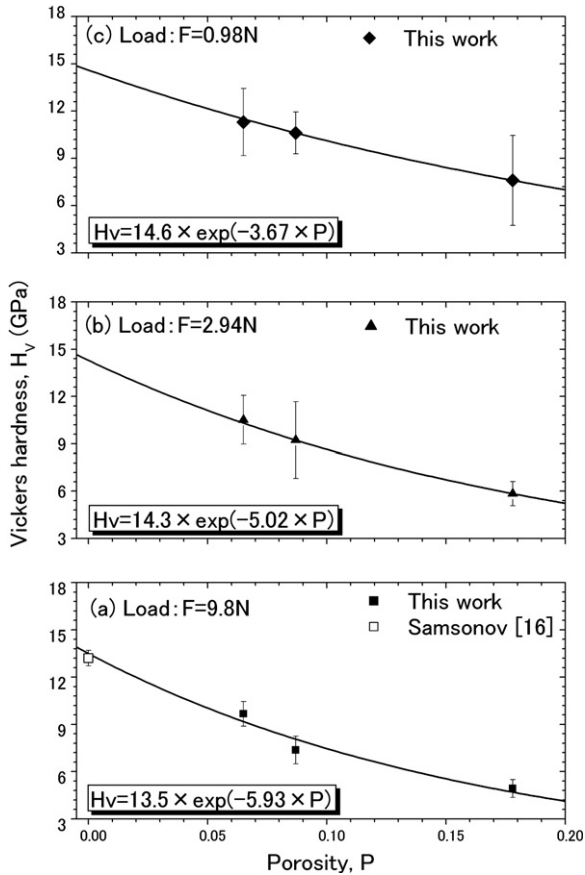 18
(c) Load: F=0.98N
This work
15
12
9
6
Hv=14.6 × exp(-3.67 × P)
3
18
(b) Load: F=2.94N
This work
15
12
9
6
Hv=14.3 × exp(-5.02 × P)
3
Vickers hardness, HV (GPa)
18
(a) Load: F=9.8N
This work
Samsonov [16]
15
12
9
6
Hv=13.5 × exp(-5.93 × P)
3
0.00 0.05 0.10 0.15 0.20
Porosity, P